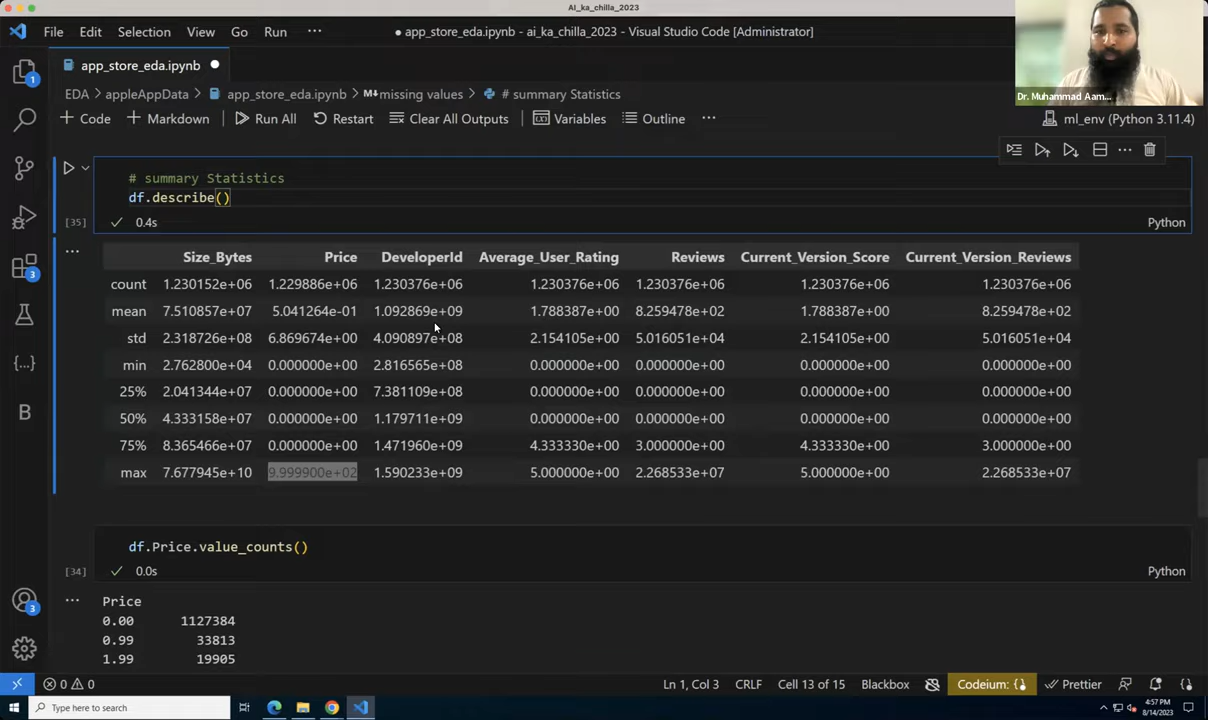 AI_ka_chilla_2023
File Edit Selection View Go Run ··· ● app_store_eda.ipynb - ai_ka_chilla_2023 - Visual Studio Code [Administrator]
app_store_eda.ipynb ●
EDA > appleAppData > app_store_eda.ipynb > M↓missing values > # summary Statistics
+ Code + Markdown Run All Restart Clear All Outputs Variables Outline ··· ml_env (Python 3.11.4)
Dr. Muhammad Aam...
# summary Statistics
df.describe()
[35] ✓ 0.4s Python
Size_Bytes Price DeveloperId Average_User_Rating Reviews Current_Version_Score Current_Version_Reviews
count 1.230152e+06 1.229886e+06 1.230376e+06 1.230376e+06 1.230376e+06 1.230376e+06 1.230376e+06
mean 7.510857e+07 5.041264e-01 1.092869e+09 1.788387e+00 8.259478e+02 1.788387e+00 8.259478e+02
std 2.318726e+08 6.869674e+00 4.090897e+08 2.154105e+00 5.016051e+04 2.154105e+00 5.016051e+04
min 2.762800e+04 0.000000e+00 2.816565e+08 0.000000e+00 0.000000e+00 0.000000e+00 0.000000e+00
25% 2.041344e+07 0.000000e+00 7.381109e+08 0.000000e+00 0.000000e+00 0.000000e+00 0.000000e+00
50% 4.333158e+07 0.000000e+00 1.179711e+09 0.000000e+00 0.000000e+00 0.000000e+00 0.000000e+00
75% 8.365466e+07 0.000000e+00 1.471960e+09 4.333330e+00 3.000000e+00 4.333330e+00 3.000000e+00
max 7.677945e+10 9.999900e+02 1.590233e+09 5.000000e+00 2.268533e+07 5.000000e+00 2.268533e+07
df.Price.value_counts()
[34] ✓ 0.0s Python
Price
0.00 1127384
0.99 33813
1.99 19905
1
3
B
3
0 0 Ln 1, Col 3 CRLF Cell 13 of 15 Blackbox Codeium: {} Prettier
Type here to search
4:57 PM
8/14/2023